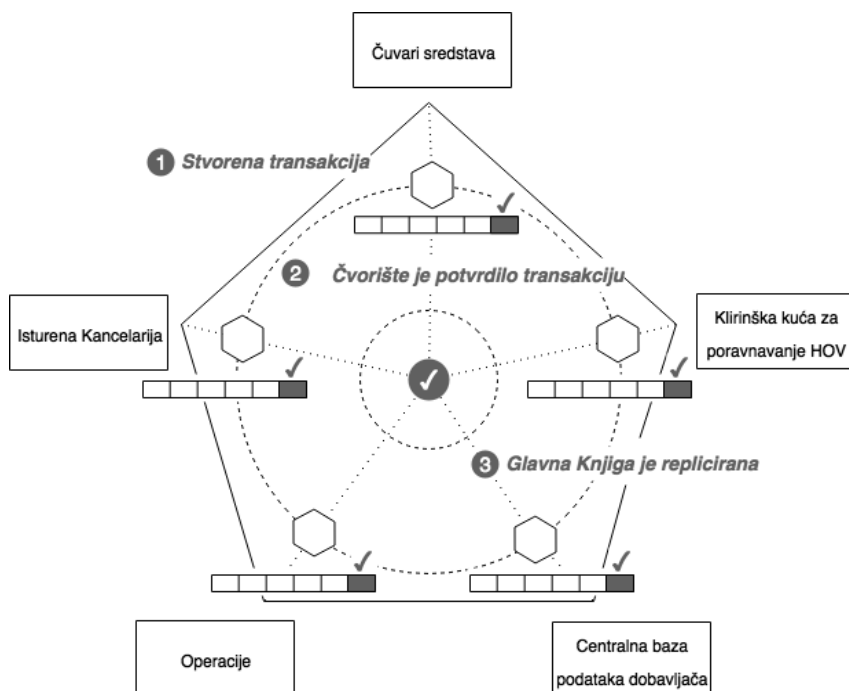 Čuvari sredstava
1 Stvorena transakcija
2 Čvorište je potvrdilo transakciju
Isturena Kancelarija
Klirinška kuća za
poravnavanje HOV
3 Glavna Knjiga je replicirana
Operacije
Centralna baza
podataka dobavljača